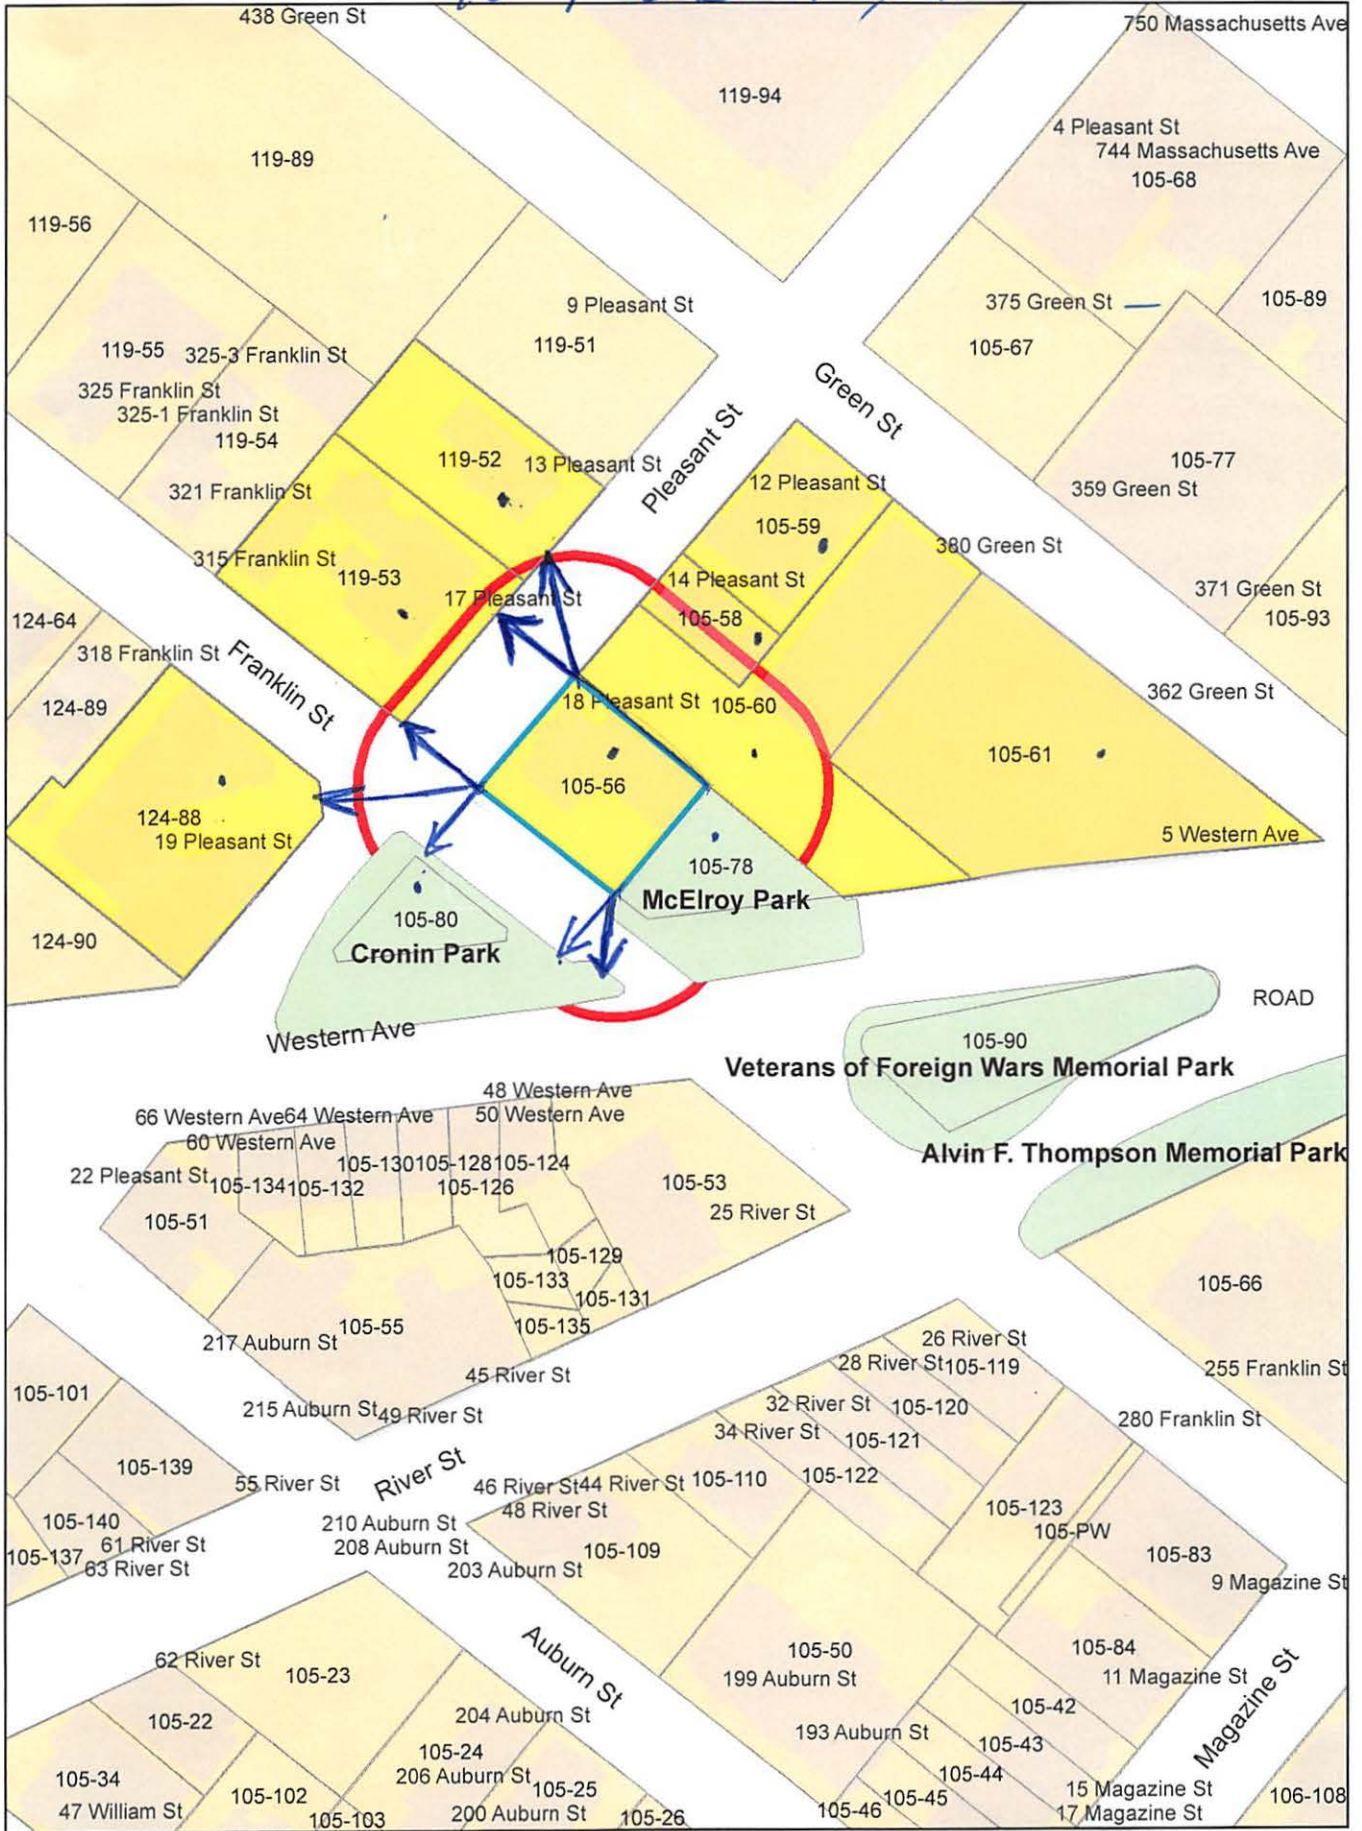 438 Green St
750 Massachusetts Ave
119-94
4 Pleasant St
744 Massachusetts Ave
119-89
105-68
119-56
9 Pleasant St
375 Green St
105-89
119-51
105-67
119-55
325-3 Franklin St
325 Franklin St
325-1 Franklin St
119-54
Green St
Pleasant St
119-52
13 Pleasant St
105-77
321 Franklin St
12 Pleasant St
359 Green St
105-59
315 Franklin St
119-53
380 Green St
14 Pleasant St
17 Pleasant St
371 Green St
124-64
105-58
105-93
318 Franklin St
Franklin St
18 Pleasant St
105-60
362 Green St
124-89
105-61
105-56
124-88
19 Pleasant St
5 Western Ave
105-78
McElroy Park
105-80
124-90
Cronin Park
ROAD
Western Ave
105-90
Veterans of Foreign Wars Memorial Park
48 Western Ave
66 Western Ave
64 Western Ave
50 Western Ave
60 Western Ave
Alvin F. Thompson Memorial Park
105-130
105-128
105-124
22 Pleasant St
105-134
105-132
105-126
105-53
25 River St
105-51
105-129
105-133
105-131
105-66
105-55
105-135
217 Auburn St
26 River St
28 River St
105-119
45 River St
255 Franklin St
105-101
32 River St
105-120
215 Auburn St
49 River St
280 Franklin St
34 River St
105-121
105-139
River St
55 River St
46 River St
44 River St
105-110
105-122
48 River St
105-123
105-140
210 Auburn St
105-PW
61 River St
208 Auburn St
105-109
105-83
105-137
63 River St
203 Auburn St
9 Magazine St
Auburn St
62 River St
105-23
105-50
105-84
199 Auburn St
11 Magazine St
Magazine St
105-22
204 Auburn St
105-42
193 Auburn St
105-43
105-24
105-34
206 Auburn St
105-25
105-44
15 Magazine St
105-102
105-45
106-108
47 William St
105-103
200 Auburn St
105-26
105-46
17 Magazine St